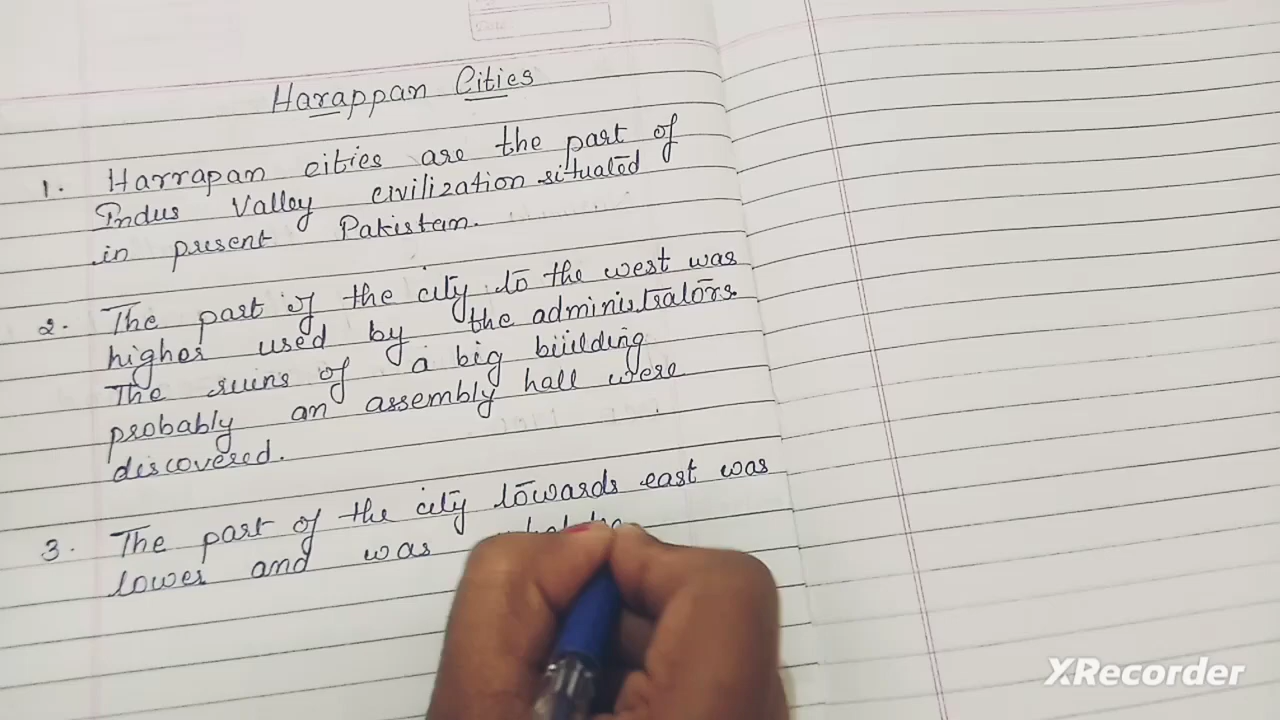 Harappan Cities
1. Harrapan cities are the part of
Indus Valley civilization situated
in present Pakistan.
2. The part of the city to the west was
higher used by the administrators.
The ruins of a big building
probably an assembly hall were
discovered.
3. The part of the city towards east was
lower and was
XRecorder